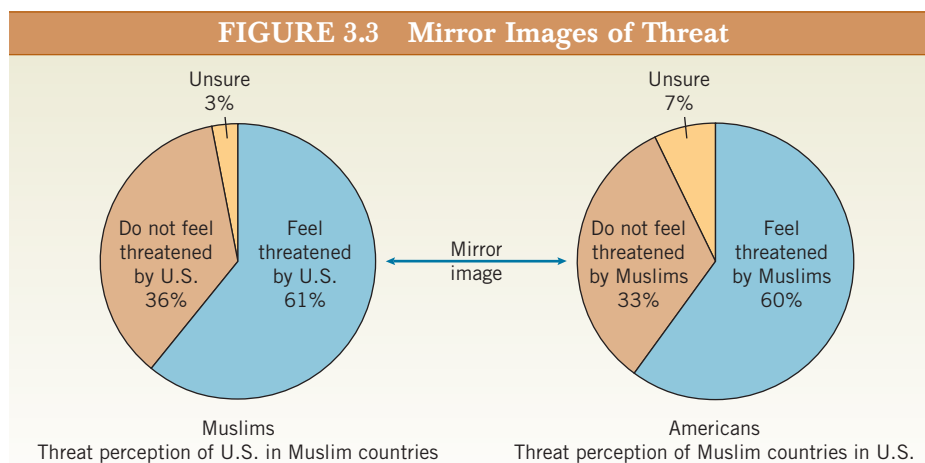 FIGURE 3.3 Mirror Images of Threat
Unsure
3%
Do not feel
threatened
by U.S.
36%
Feel
threatened
by U.S.
61%
Mirror
image
Unsure
7%
Do not feel
threatened
by Muslims
33%
Feel
threatened
by Muslims
60%
Muslims
Threat perception of U.S. in Muslim countries
Americans
Threat perception of Muslim countries in U.S.